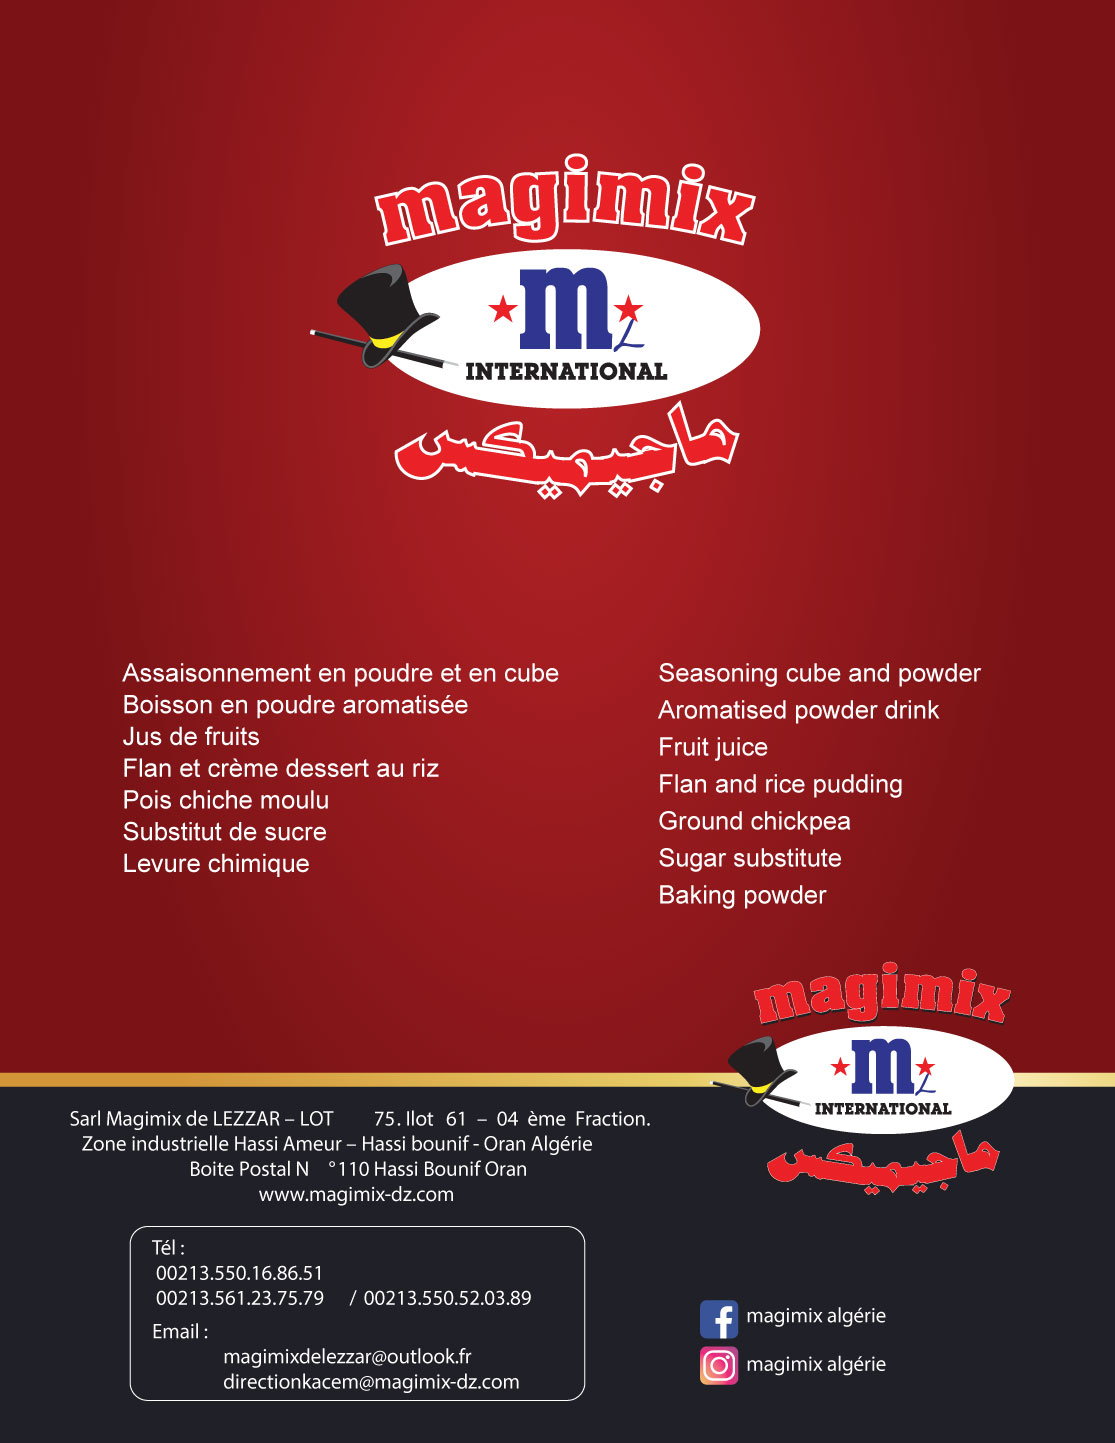 magimix
m
L
INTERNATIONAL
ماجيميكس
Assaisonnement en poudre et en cube
Boisson en poudre aromatisée
Jus de fruits
Flan et crème dessert au riz
Pois chiche moulu
Substitut de sucre
Levure chimique
Seasoning cube and powder
Aromatised powder drink
Fruit juice
Flan and rice pudding
Ground chickpea
Sugar substitute
Baking powder
magimix
m
L
INTERNATIONAL
ماجيميكس
Sarl Magimix de LEZZAR – LOT 75. Ilot 61 – 04 ème Fraction.
Zone industrielle Hassi Ameur – Hassi bounif - Oran Algérie
Boite Postal N °110 Hassi Bounif Oran
www.magimix-dz.com
Tél :
00213.550.16.86.51
00213.561.23.75.79 / 00213.550.52.03.89
Email :
magimixdelezzar@outlook.fr
directionkacem@magimix-dz.com
magimix algérie
magimix algérie